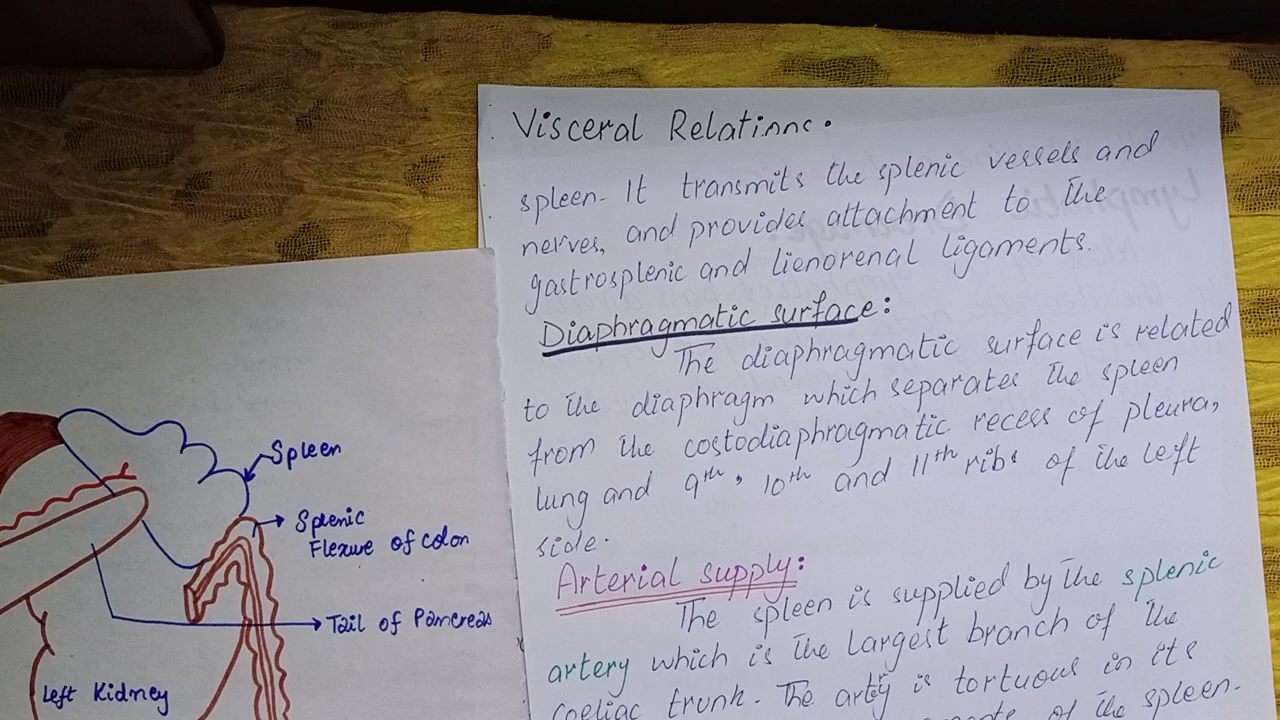 Visceral Relations.
spleen. It transmits the splenic vessels and
nerves, and provides attachment to the
gastrosplenic and lienorenal ligaments.
Diaphragmatic surface:
The diaphragmatic surface is related
to the diaphragm which separates the spleen
from the costodiaphragmatic recess of pleura,
lung and 9th, 10th and 11th ribs of the left
side.
Arterial supply:
The spleen is supplied by the splenic
artery which is the largest branch of the
coeliac trunk. The artery is tortuous in its
of the spleen.
Spleen
Splenic
Flexure of colon
Tail of Pancreas
Left Kidney